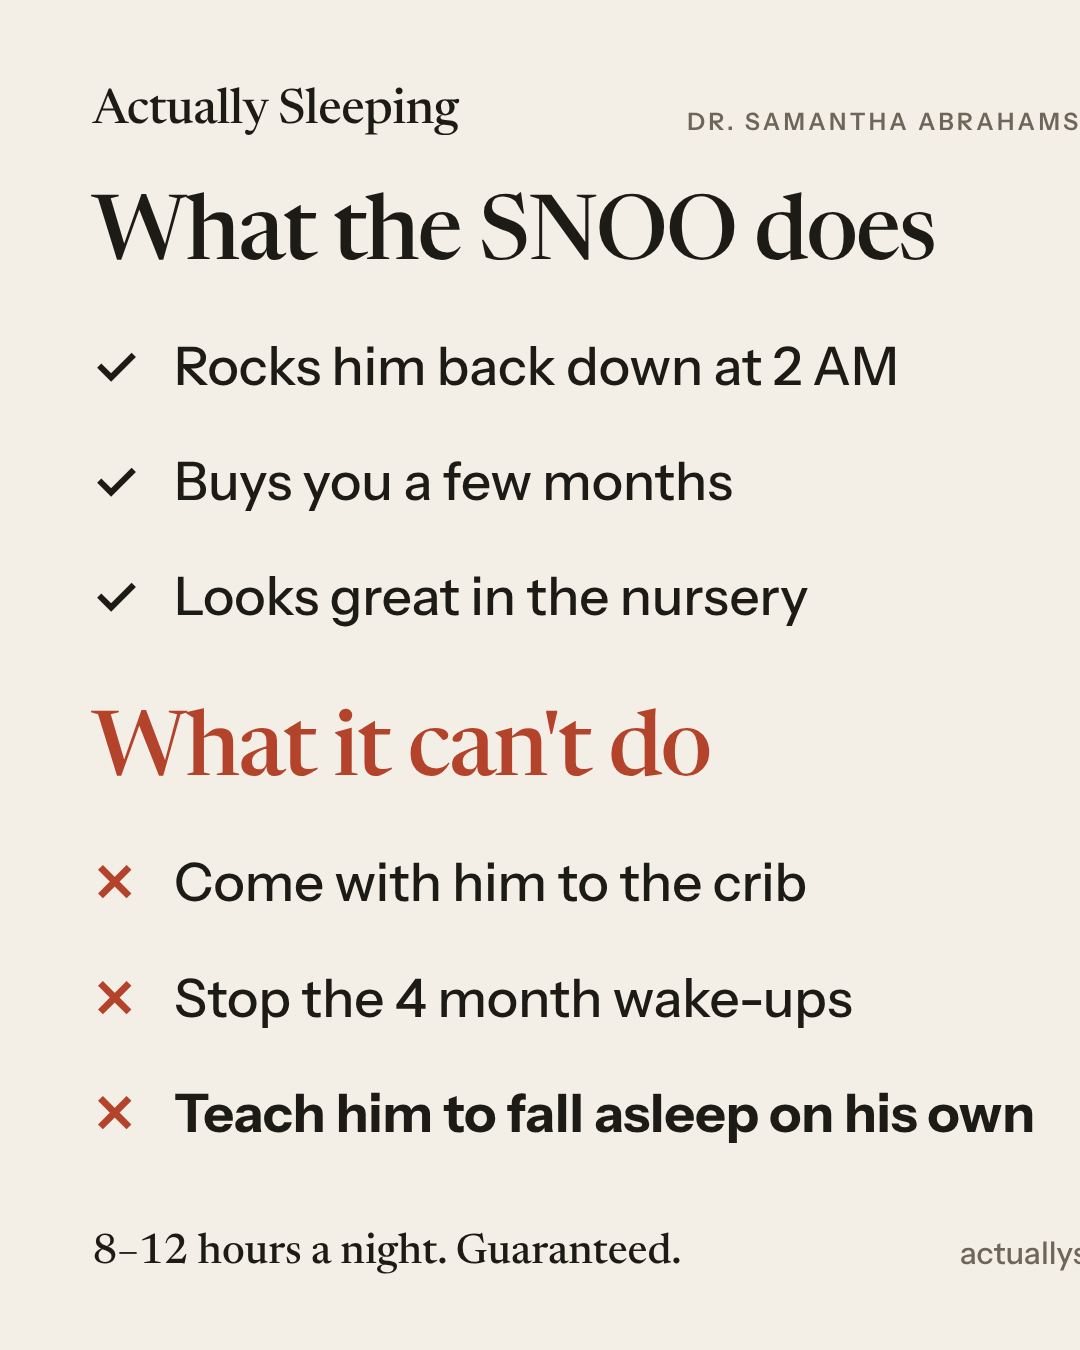 Actually Sleeping
DR. SAMANTHA ABRAHAMS
What the SNOO does
✓ Rocks him back down at 2 AM
✓ Buys you a few months
✓ Looks great in the nursery
What it can't do
✕ Come with him to the crib
✕ Stop the 4 month wake-ups
✕ Teach him to fall asleep on his own
8–12 hours a night. Guaranteed.
actuallys